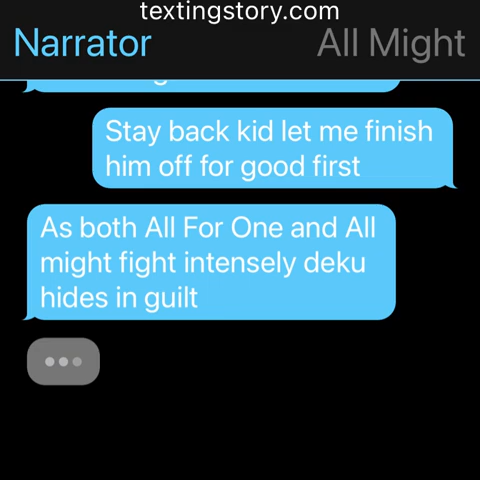 textingstory.com
Narrator
All Might
Stay back kid let me finish
him off for good first
As both All For One and All
might fight intensely deku
hides in guilt